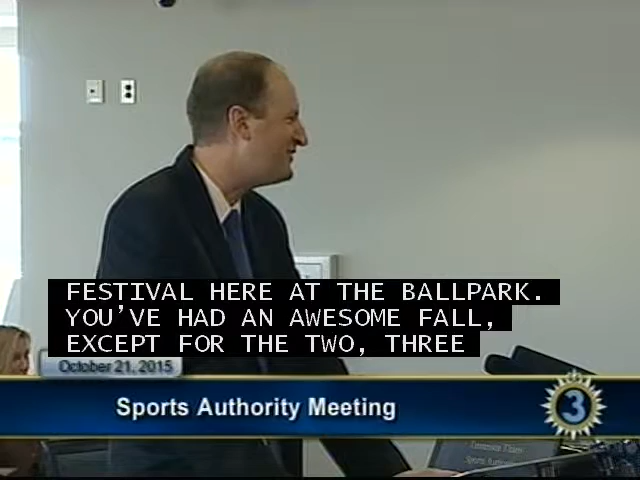 FESTIVAL HERE AT THE BALLPARK.
YOU'VE HAD AN AWESOME FALL,
EXCEPT FOR THE TWO, THREE
October 21, 2015
Sports Authority Meeting
3